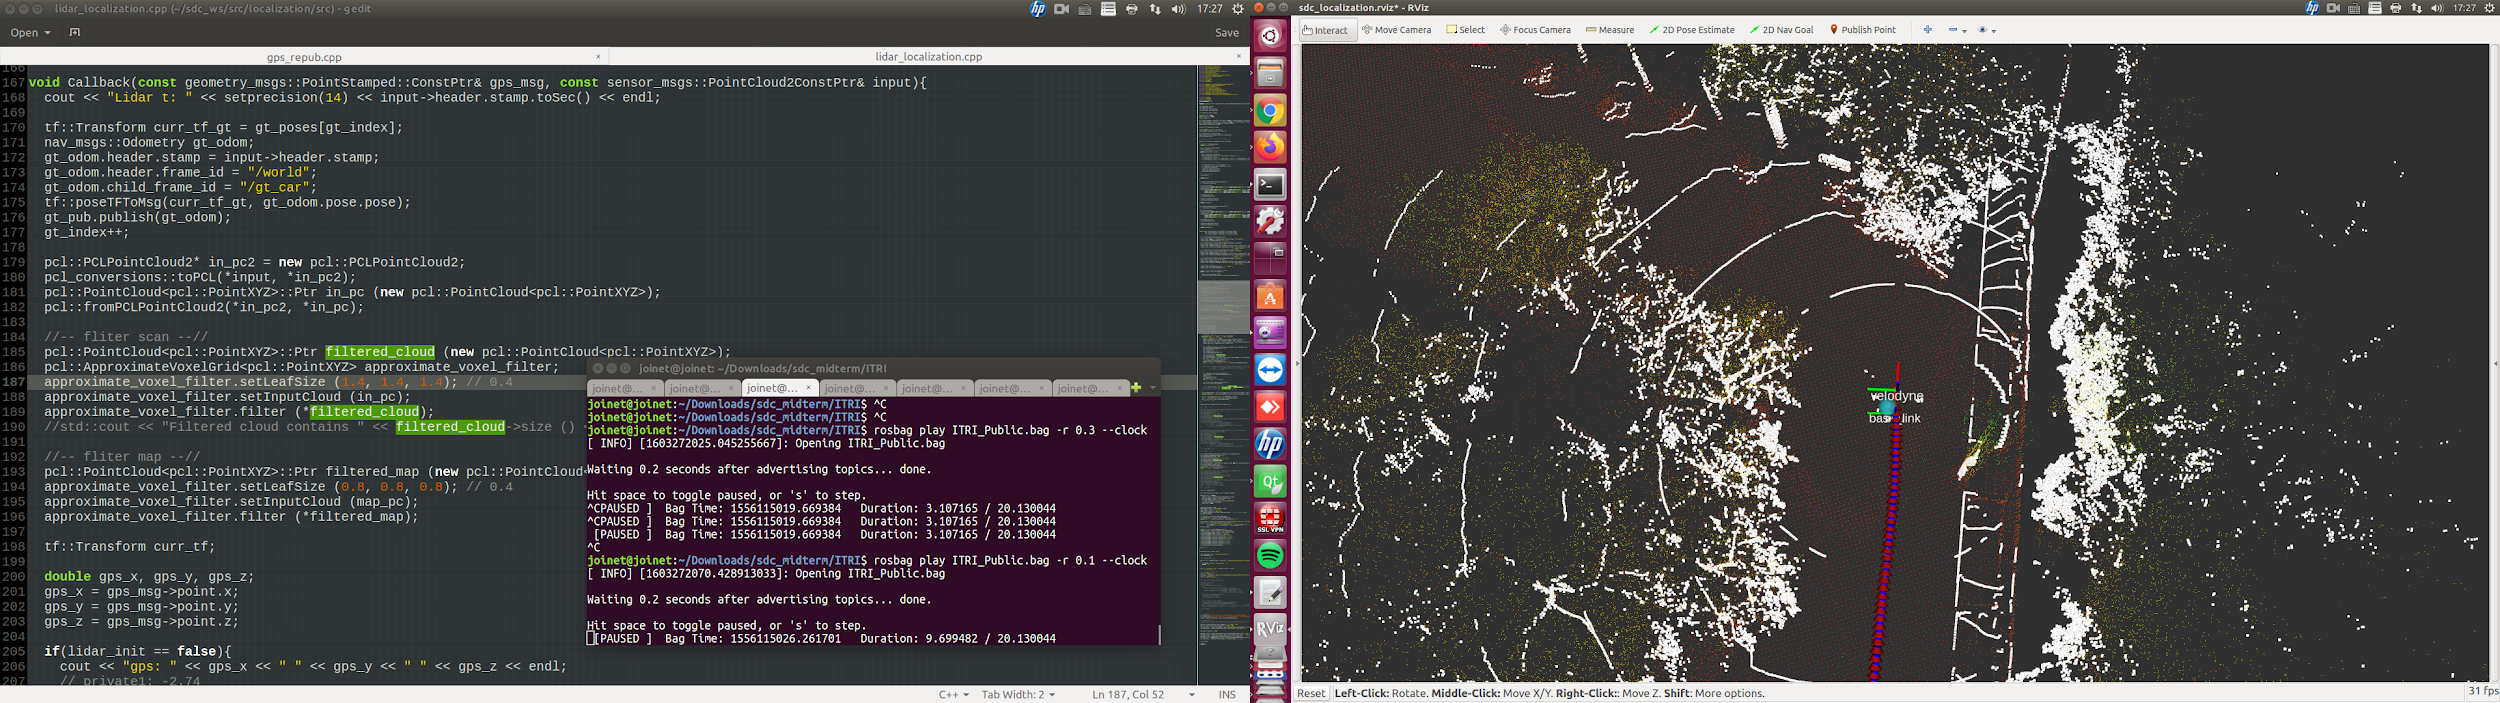 lidar_localization.cpp (~/sdc_ws/src/localization/src) - gedit
17:27
Open
Save
gps_repub.cpp
lidar_localization.cpp
166
167 void Callback(const geometry_msgs::PointStamped::ConstPtr& gps_msg, const sensor_msgs::PointCloud2ConstPtr& input){
168 cout << "Lidar t: " << setprecision(14) << input->header.stamp.toSec() << endl;
169
170 tf::Transform curr_tf_gt = gt_poses[gt_index];
171 nav_msgs::Odometry gt_odom;
172 gt_odom.header.stamp = input->header.stamp;
173 gt_odom.header.frame_id = "/world";
174 gt_odom.child_frame_id = "/gt_car";
175 tf::poseTFToMsg(curr_tf_gt, gt_odom.pose.pose);
176 gt_pub.publish(gt_odom);
177 gt_index++;
178
179 pcl::PCLPointCloud2* in_pc2 = new pcl::PCLPointCloud2;
180 pcl_conversions::toPCL(*input, *in_pc2);
181 pcl::PointCloud<pcl::PointXYZ>::Ptr in_pc (new pcl::PointCloud<pcl::PointXYZ>);
182 pcl::fromPCLPointCloud2(*in_pc2, *in_pc);
183
184 //-- fliter scan --//
185 pcl::PointCloud<pcl::PointXYZ>::Ptr filtered_cloud (new pcl::PointCloud<pcl::PointXYZ>);
186 pcl::ApproximateVoxelGrid<pcl::PointXYZ> approximate_voxel_filter;
187 approximate_voxel_filter.setLeafSize (1.4, 1.4, 1.4); // 0.4
188 approximate_voxel_filter.setInputCloud (in_pc);
189 approximate_voxel_filter.filter (*filtered_cloud);
190 //std::cout << "Filtered cloud contains " << filtered_cloud->size () <
191
192 //-- fliter map --//
193 pcl::PointCloud<pcl::PointXYZ>::Ptr filtered_map (new pcl::PointCloud<
194 approximate_voxel_filter.setLeafSize (0.8, 0.8, 0.8); // 0.4
195 approximate_voxel_filter.setInputCloud (map_pc);
196 approximate_voxel_filter.filter (*filtered_map);
197
198 tf::Transform curr_tf;
199
200 double gps_x, gps_y, gps_z;
201 gps_x = gps_msg->point.x;
202 gps_y = gps_msg->point.y;
203 gps_z = gps_msg->point.z;
204
205 if(lidar_init == false){
206 cout << "gps: " << gps_x << " " << gps_y << " " << gps_z << endl;
207 // private1: -2.74
C++ Tab Width: 2 Ln 187, Col 52 INS
joinet@joinet: ~/Downloads/sdc_midterm/ITRI
joinet@... joinet@... joinet@... joinet@... joinet@... joinet@... joinet@...
joinet@joinet:~/Downloads/sdc_midterm/ITRI$ ^C
joinet@joinet:~/Downloads/sdc_midterm/ITRI$ ^C
joinet@joinet:~/Downloads/sdc_midterm/ITRI$ rosbag play ITRI_Public.bag -r 0.3 --clock
[ INFO] [1603272025.045255667]: Opening ITRI_Public.bag
Waiting 0.2 seconds after advertising topics... done.
Hit space to toggle paused, or 's' to step.
^CPAUSED ] Bag Time: 1556115019.669384 Duration: 3.107165 / 20.130044
^CPAUSED ] Bag Time: 1556115019.669384 Duration: 3.107165 / 20.130044
[PAUSED ] Bag Time: 1556115019.669384 Duration: 3.107165 / 20.130044
^C
joinet@joinet:~/Downloads/sdc_midterm/ITRI$ rosbag play ITRI_Public.bag -r 0.1 --clock
[ INFO] [1603272070.428913033]: Opening ITRI_Public.bag
Waiting 0.2 seconds after advertising topics... done.
Hit space to toggle paused, or 's' to step.
[PAUSED ] Bag Time: 1556115026.261701 Duration: 9.699482 / 20.130044
hp
Qt
SSL VPN
RViz
sdc_localization.rviz* - RViz
17:27
Interact Move Camera Select Focus Camera Measure 2D Pose Estimate 2D Nav Goal Publish Point
velodyne
base_link
Reset Left-Click: Rotate. Middle-Click: Move X/Y. Right-Click:: Move Z. Shift: More options.
31 fps